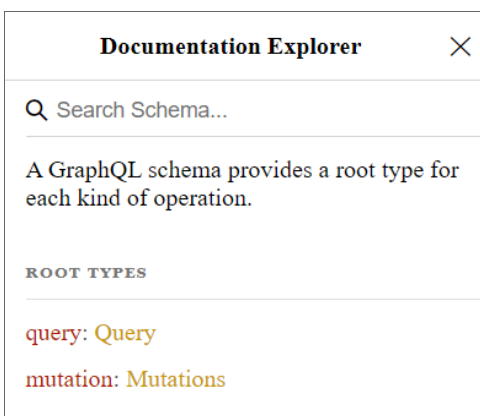 Documentation Explorer
Search Schema...
A GraphQL schema provides a root type for
each kind of operation.
ROOT TYPES
query: Query
mutation: Mutations